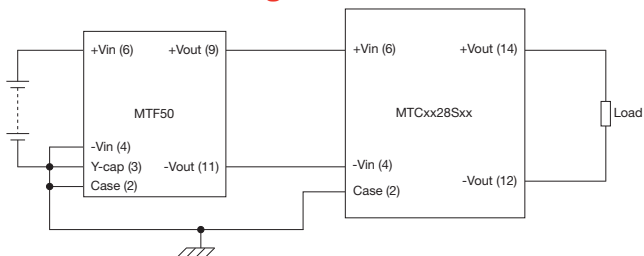 +Vin (6)
+Vout (9)
MTF50
-Vin (4)
Y-cap (3)
-Vout (11)
Case (2)
+Vin (6)
+Vout (14)
MTCxx28Sxx
-Vin (4)
Case (2)
-Vout (12)
Load